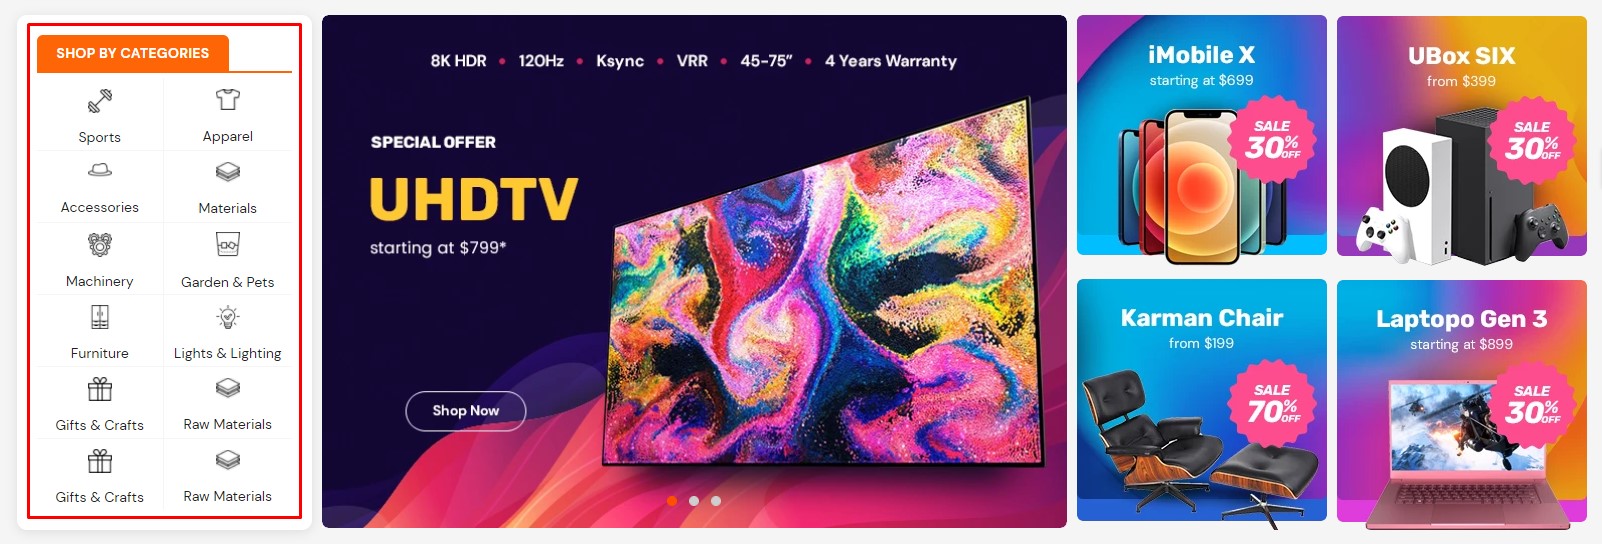 SHOP BY CATEGORIES
Sports
Apparel
Accessories
Materials
Machinery
Garden & Pets
Furniture
Lights & Lighting
Gifts & Crafts
Raw Materials
Gifts & Crafts
Raw Materials
8K HDR • 120Hz • Ksync • VRR • 45-75” • 4 Years Warranty
SPECIAL OFFER
UHDTV
starting at $799*
Shop Now
iMobile X
starting at $699
SALE
30% OFF
UBox SIX
from $399
SALE
30% OFF
Karman Chair
from $199
SALE
70% OFF
Laptopo Gen 3
starting at $899
SALE
30% OFF